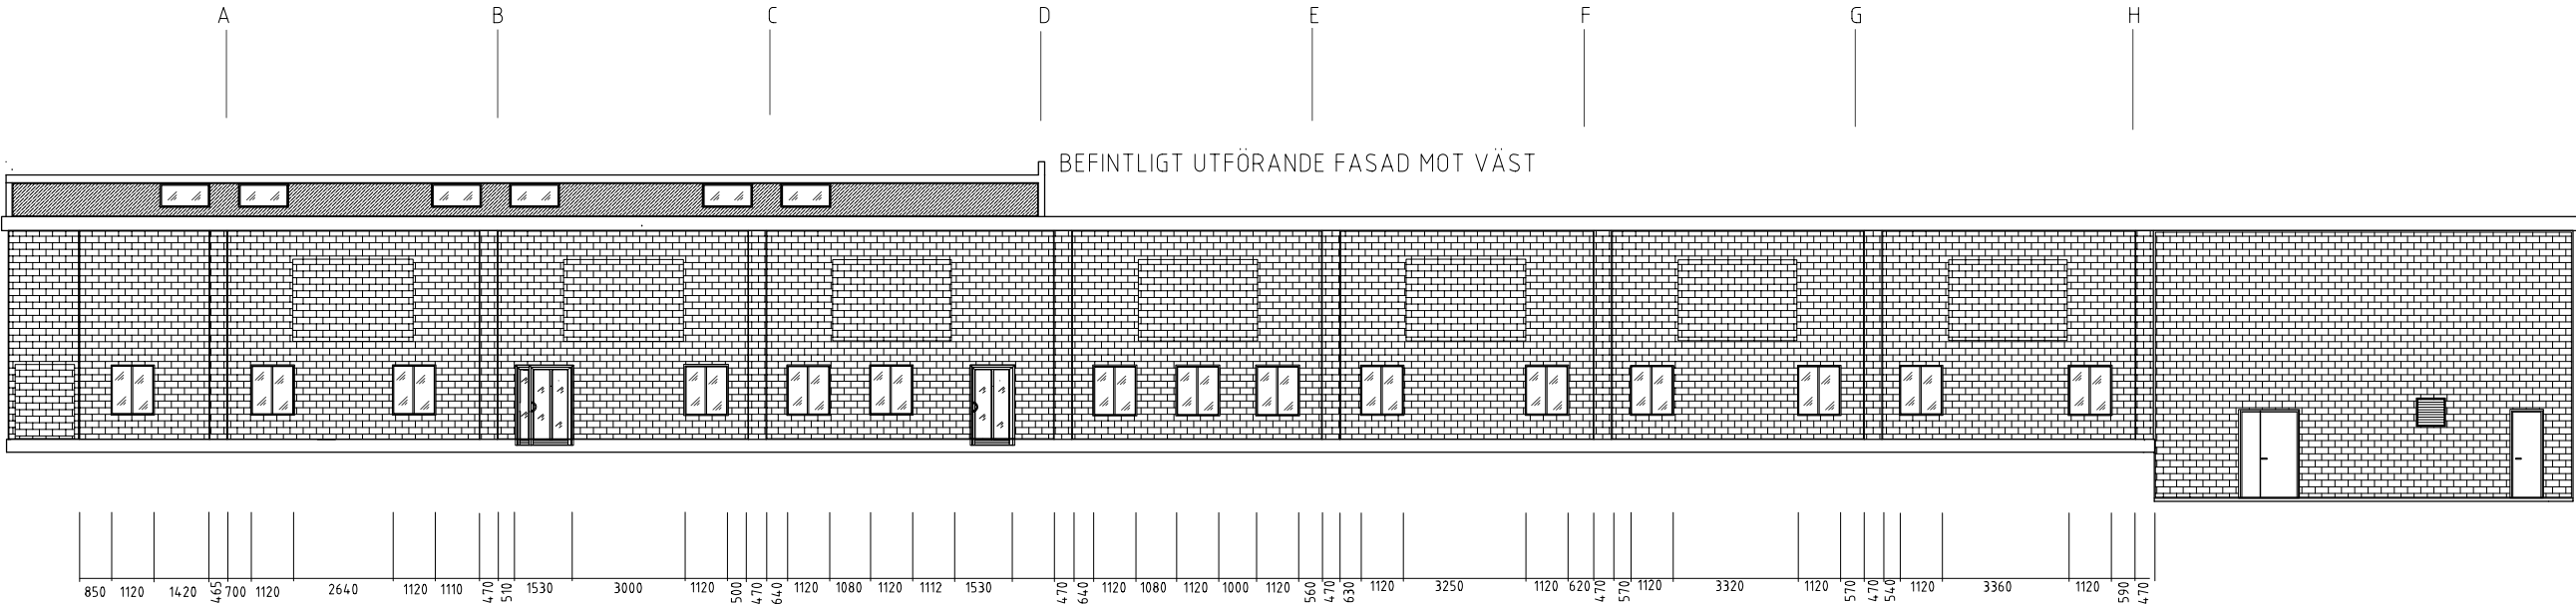 A B C D E F G H
BEFINTLIGT UTFÖRANDE FASAD MOT VÄST
850 1120 1420 465 700 1120 2640 1120 1110 470 510 1530 3000 1120 500 470 640 1120 1080 1120 1112 1530 470 640 1120 1080 1120 1000 1120 560 470 630 1120 3250 1120 620 470 570 1120 3320 1120 570 470 540 1120 3360 1120 590 470